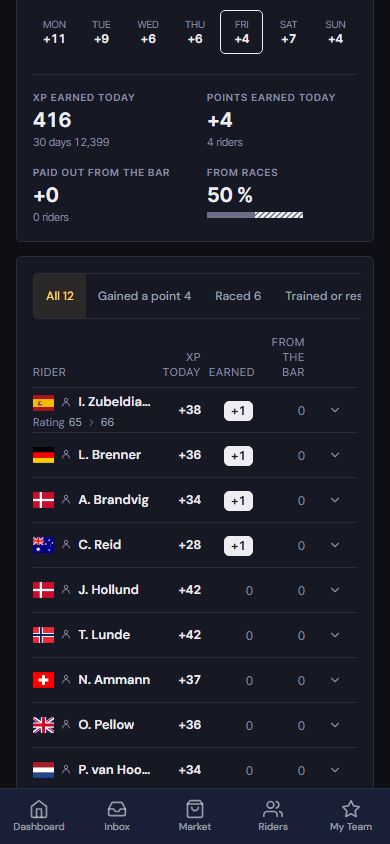 MON TUE WED THU FRI SAT SUN
+11 +9 +6 +6 +4 +7 +4
XP EARNED TODAY POINTS EARNED TODAY
416 +4
30 days 12,399 4 riders
PAID OUT FROM THE BAR FROM RACES
+0 50 %
0 riders
All 12 Gained a point 4 Raced 6 Trained or res
RIDER XP TODAY EARNED FROM THE BAR
I. Zubeldia... +38 +1 0
Rating 65 > 66
L. Brenner +36 +1 0
A. Brandvig +34 +1 0
C. Reid +28 +1 0
J. Hollund +42 0 0
T. Lunde +42 0 0
N. Ammann +37 0 0
O. Pellow +36 0 0
P. van Hoo... +34 0 0
Dashboard Inbox Market Riders My Team